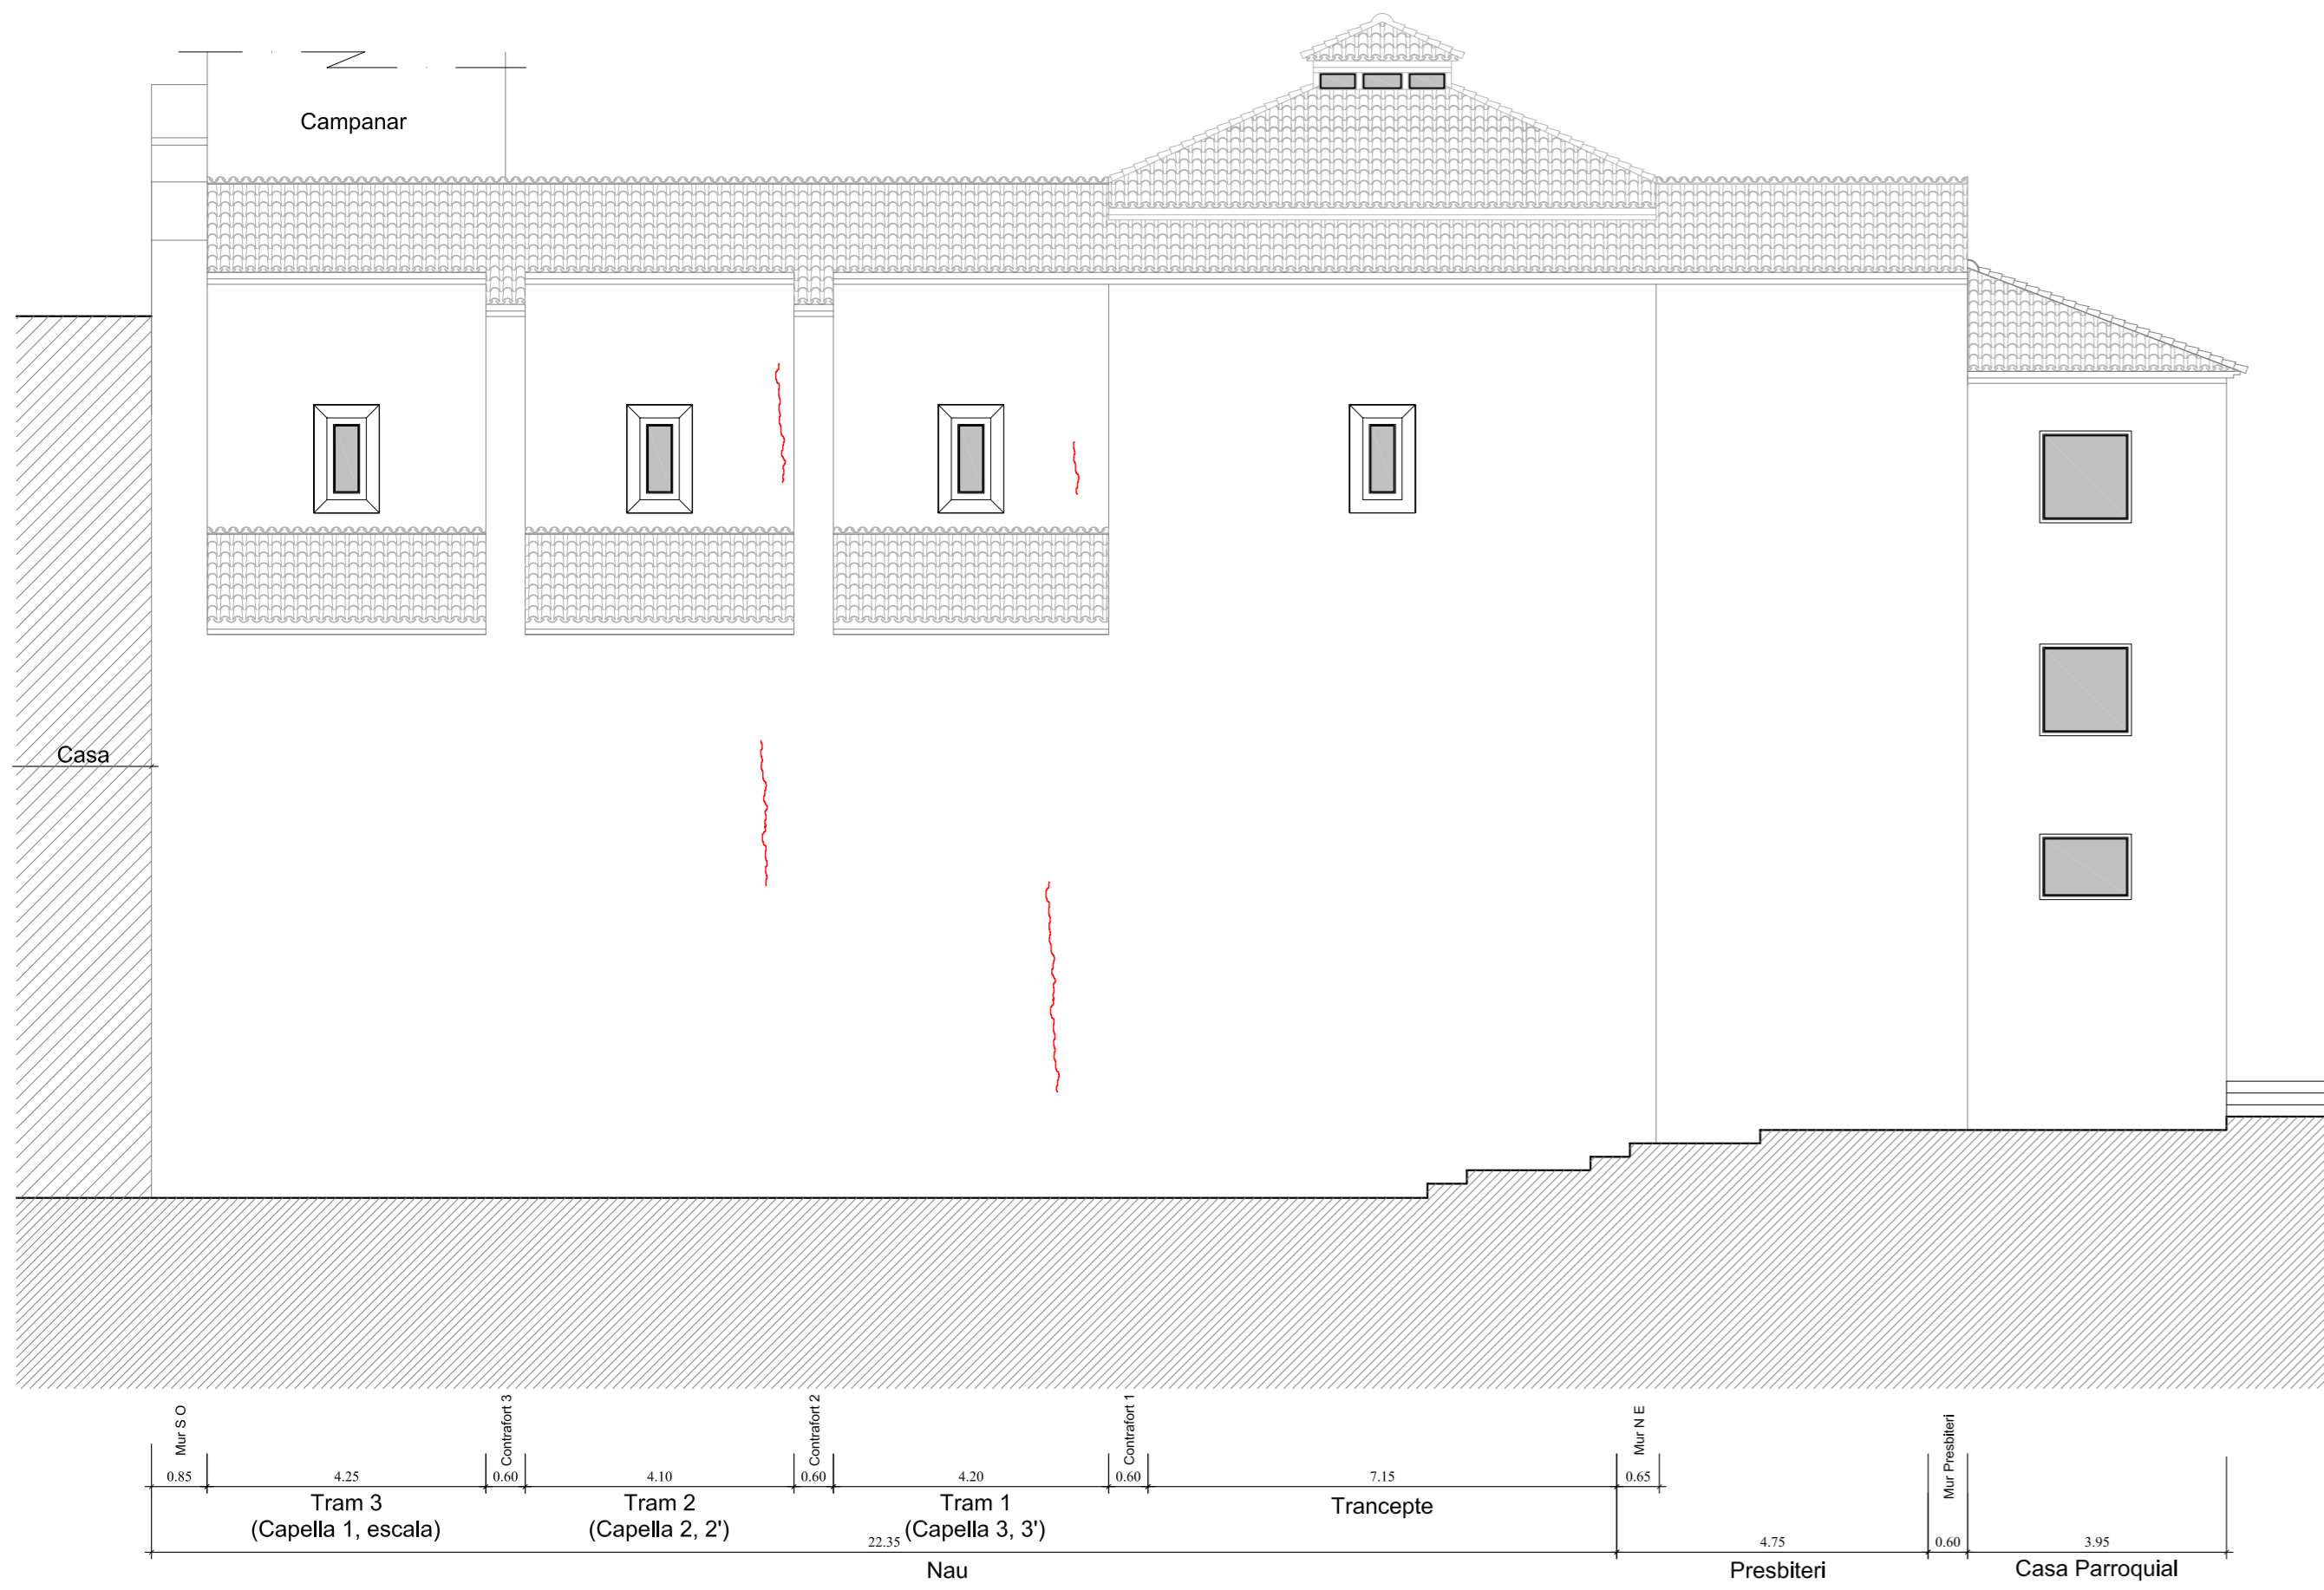 Campanar
Casa
Mur S O
Contrafort 3
Contrafort 2
Contrafort 1
Mur N E
Mur Presbiteri
0.85
4.25
0.60
4.10
0.60
4.20
0.60
7.15
0.65
Tram 3
(Capella 1, escala)
Tram 2
(Capella 2, 2')
Tram 1
(Capella 3, 3')
Trancepte
22.35
4.75
0.60
3.95
Nau
Presbiteri
Casa Parroquial